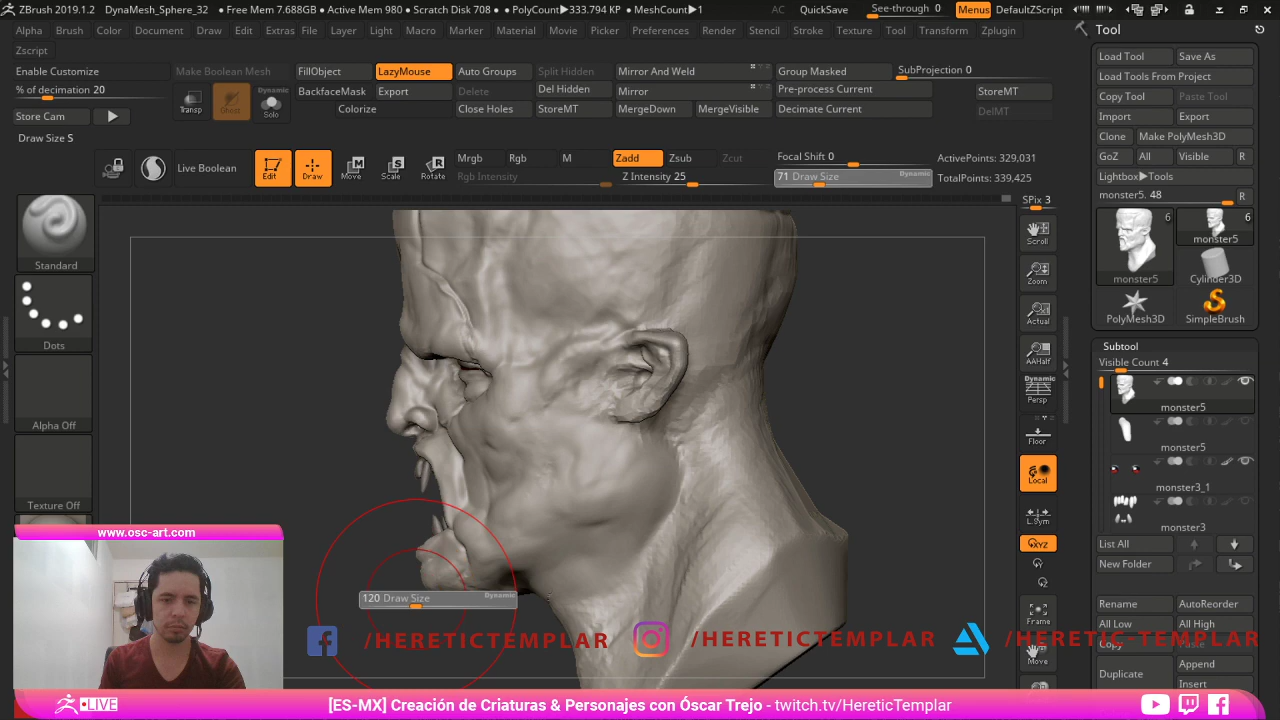 ZBrush 2019.1.2 DynaMesh_Sphere_32 • Free Mem 7.688GB • Active Mem 980 • Scratch Disk 708 • PolyCount▶333.794 KP • MeshCount▶1 AC QuickSave See-through 0 Menus DefaultZScript
Alpha Brush Color Document Draw Edit Extras File Layer Light Macro Marker Material Movie Picker Preferences Render Stencil Stroke Texture Tool Transform Zplugin
Zscript
Enable Customize Make Boolean Mesh FillObject LazyMouse Auto Groups Split Hidden Mirror And Weld Group Masked SubProjection 0
% of decimation 20 Transp Ghost Dynamic Solo BackfaceMask Export Delete Del Hidden Mirror Pre-process Current StoreMT
Store Cam Colorize Close Holes StoreMT MergeDown MergeVisible Decimate Current DelMT
Draw Size S
Live Boolean Edit Draw Move Scale Rotate Mrgb Rgb M Zadd Zsub Zcut Focal Shift 0 ActivePoints: 329,031
Rgb Intensity Z Intensity 25 71 Draw Size Dynamic TotalPoints: 339,425
Standard
Dots
Alpha Off
Texture Off
120 Draw Size Dynamic
SPix 3
Scroll
Zoom
Actual
AAHalf
Dynamic
Persp
Floor
Local
L.Sym
XYZ
Frame
Move
Tool
Load Tool Save As
Load Tools From Project
Copy Tool Paste Tool
Import Export
Clone Make PolyMesh3D
GoZ All Visible R
Lightbox▶Tools
monster5. 48 R
6 6
monster5 monster5
Cylinder3D
PolyMesh3D SimpleBrush
Subtool
Visible Count 4
monster5
monster5
monster3_1
monster3
List All
New Folder
Rename AutoReorder
All Low All High
Copy Paste
Duplicate Append
Insert
www.osc-art.com
/HERETICTEMPLAR /HERETICTEMPLAR /HERETIC_TEMPLAR
LIVE [ES-MX] Creación de Criaturas & Personajes con Óscar Trejo - twitch.tv/HereticTemplar